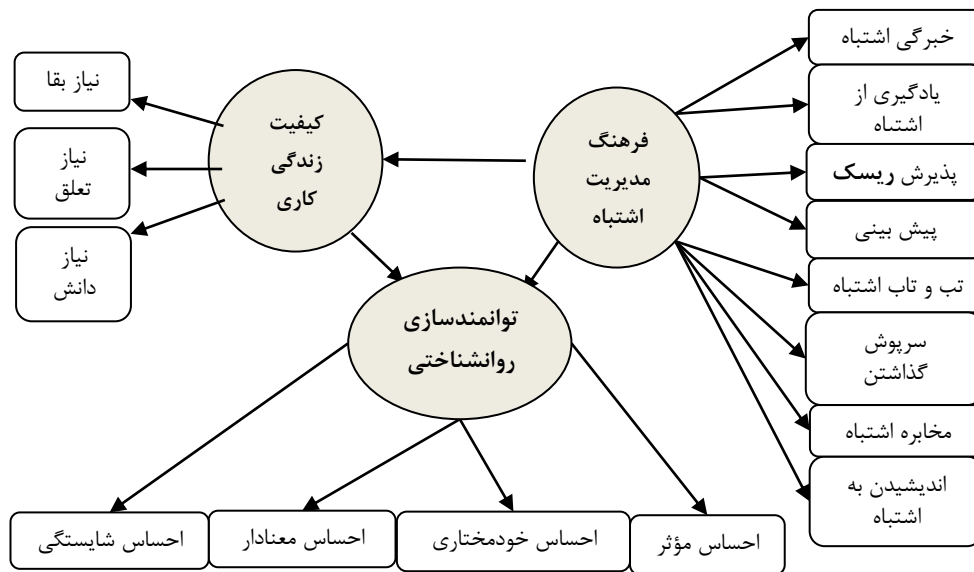 خبرگی اشتباه
یادگیری از
اشتباه
پذیرش ریسک
پیش بینی
تب و تاب اشتباه
سرپوش
گذاشتن
مخابره اشتباه
اندیشیدن به
اشتباه
فرهنگ
مدیریت
اشتباه
کیفیت
زندگی
کاری
نیاز بقا
نیاز
تعلق
نیاز
دانش
توانمندسازی
روانشناختی
احساس مؤثر
احساس خودمختاری
احساس معنادار
احساس شایستگی